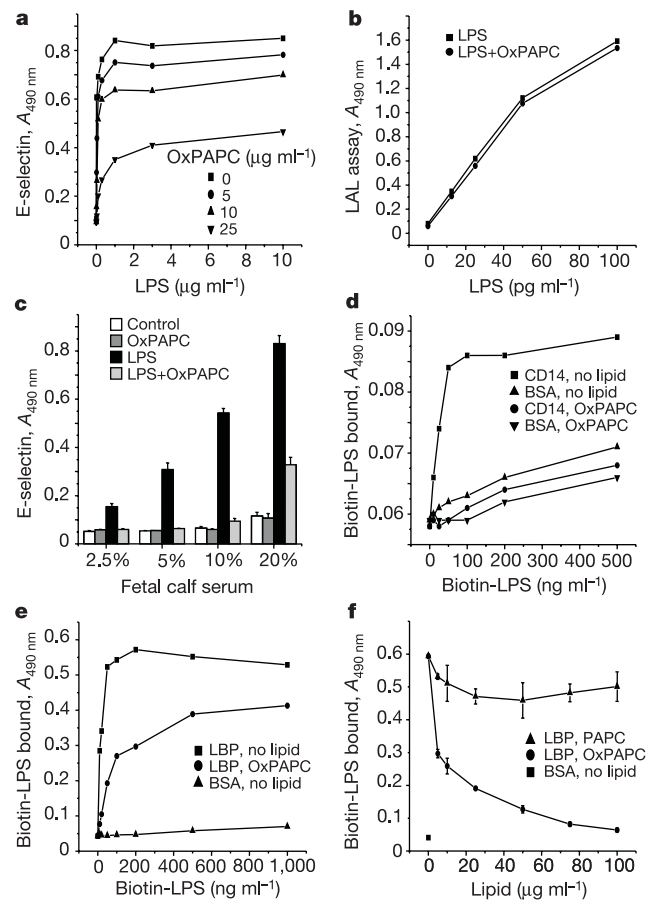 a
E-selectin, A490 nm
0.8
0.6
0.4
0.2
0
0 2 4 6 8 10
LPS (µg ml–1)
OxPAPC (µg ml–1)
0
5
10
25
b
LAL assay, A490 nm
1.6
1.4
1.2
1.0
0.8
0.6
0.4
0.2
0
0 25 50 75 100
LPS (pg ml–1)
LPS
LPS+OxPAPC
c
E-selectin, A490 nm
0.8
0.6
0.4
0.2
0
Control
OxPAPC
LPS
LPS+OxPAPC
2.5% 5% 10% 20%
Fetal calf serum
d
Biotin-LPS bound, A490 nm
0.09
0.08
0.07
0.06
CD14, no lipid
BSA, no lipid
CD14, OxPAPC
BSA, OxPAPC
0 100 200 300 400 500
Biotin-LPS (ng ml–1)
e
Biotin-LPS bound, A490 nm
0.6
0.5
0.4
0.3
0.2
0.1
0
LBP, no lipid
LBP, OxPAPC
BSA, no lipid
0 200 400 600 800 1,000
Biotin-LPS (ng ml–1)
f
Biotin-LPS bound, A490 nm
0.6
0.5
0.4
0.3
0.2
0.1
0
LBP, PAPC
LBP, OxPAPC
BSA, no lipid
0 20 40 60 80 100
Lipid (µg ml–1)